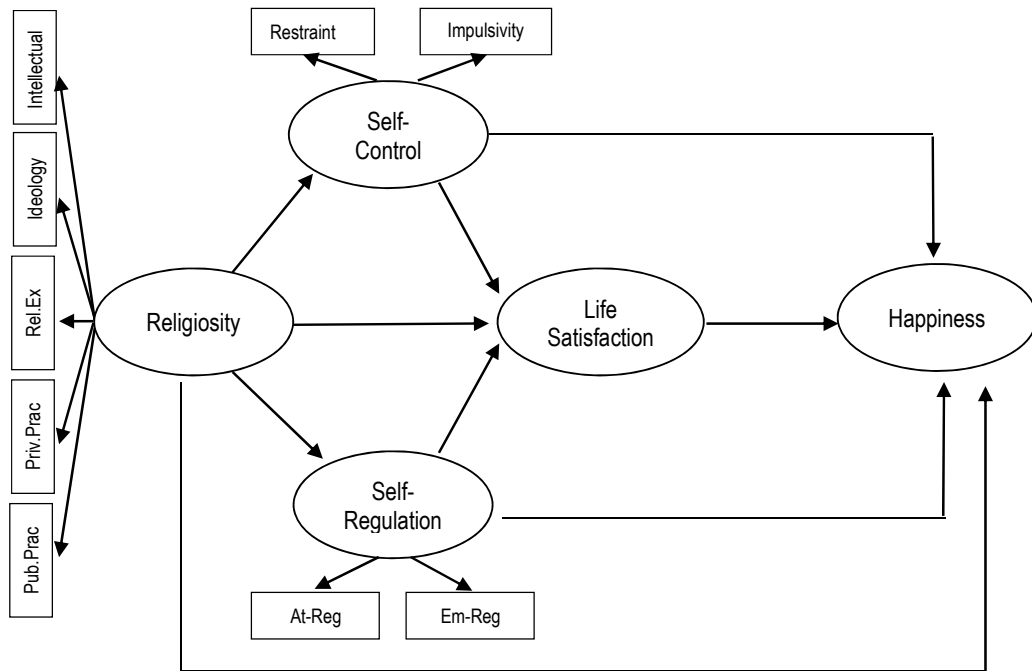 Restraint
Impulsivity
Intellectual
Self-
Control
Ideology
Rel.Ex
Religiosity
Life
Satisfaction
Happiness
Priv.Prac
Self-
Regulation
Pub.Prac
At-Reg
Em-Reg